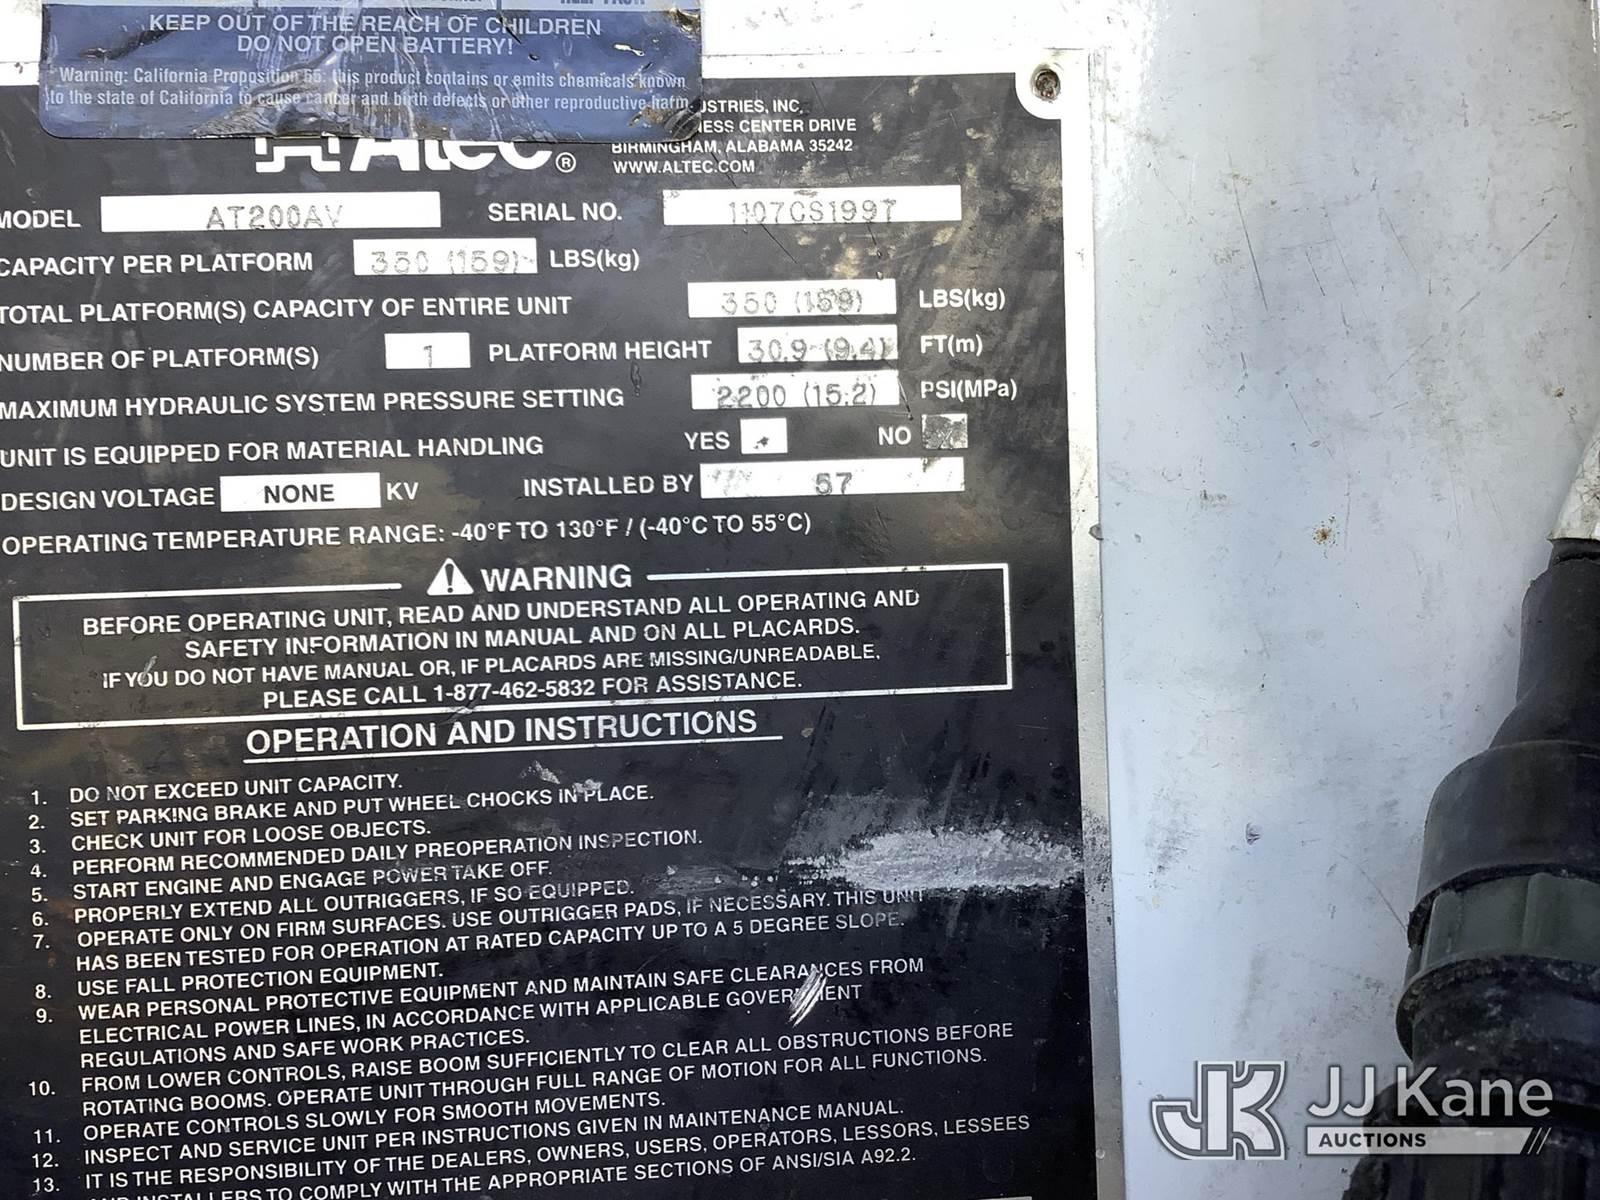 KEEP OUT OF THE REACH OF CHILDREN
DO NOT OPEN BATTERY!
Warning: California Proposition 65: this product contains or emits chemicals known
to the state of California to cause cancer and birth defects or other reproductive harm
USTRIES, INC.
NESS CENTER DRIVE
BIRMINGHAM, ALABAMA 35242
WWW.ALTEC.COM
Altec®
MODEL AT200AV SERIAL NO. 1107CS1997
CAPACITY PER PLATFORM 350 (159) LBS(kg)
TOTAL PLATFORM(S) CAPACITY OF ENTIRE UNIT 350 (159) LBS(kg)
NUMBER OF PLATFORM(S) 1 PLATFORM HEIGHT 30.9 (9.4) FT(m)
MAXIMUM HYDRAULIC SYSTEM PRESSURE SETTING 2200 (15.2) PSI(MPa)
UNIT IS EQUIPPED FOR MATERIAL HANDLING YES NO
DESIGN VOLTAGE NONE KV INSTALLED BY 57
OPERATING TEMPERATURE RANGE: -40°F TO 130°F / (-40°C TO 55°C)
WARNING
BEFORE OPERATING UNIT, READ AND UNDERSTAND ALL OPERATING AND
SAFETY INFORMATION IN MANUAL AND ON ALL PLACARDS.
IF YOU DO NOT HAVE MANUAL OR, IF PLACARDS ARE MISSING/UNREADABLE,
PLEASE CALL 1-877-462-5832 FOR ASSISTANCE.
OPERATION AND INSTRUCTIONS
1. DO NOT EXCEED UNIT CAPACITY.
2. SET PARKING BRAKE AND PUT WHEEL CHOCKS IN PLACE.
3. CHECK UNIT FOR LOOSE OBJECTS.
4. PERFORM RECOMMENDED DAILY PREOPERATION INSPECTION.
5. START ENGINE AND ENGAGE POWER TAKE OFF.
6. PROPERLY EXTEND ALL OUTRIGGERS, IF SO EQUIPPED.
7. OPERATE ONLY ON FIRM SURFACES. USE OUTRIGGER PADS, IF NECESSARY. THIS UNIT
HAS BEEN TESTED FOR OPERATION AT RATED CAPACITY UP TO A 5 DEGREE SLOPE.
8. USE FALL PROTECTION EQUIPMENT.
9. WEAR PERSONAL PROTECTIVE EQUIPMENT AND MAINTAIN SAFE CLEARANCES FROM
ELECTRICAL POWER LINES, IN ACCORDANCE WITH APPLICABLE GOVERNMENT
REGULATIONS AND SAFE WORK PRACTICES.
10. FROM LOWER CONTROLS, RAISE BOOM SUFFICIENTLY TO CLEAR ALL OBSTRUCTIONS BEFORE
ROTATING BOOMS. OPERATE UNIT THROUGH FULL RANGE OF MOTION FOR ALL FUNCTIONS.
11. OPERATE CONTROLS SLOWLY FOR SMOOTH MOVEMENTS.
12. INSPECT AND SERVICE UNIT PER INSTRUCTIONS GIVEN IN MAINTENANCE MANUAL.
13. IT IS THE RESPONSIBILITY OF THE DEALERS, OWNERS, USERS, OPERATORS, LESSORS, LESSEES
AND INSTALLERS TO COMPLY WITH THE APPROPRIATE SECTIONS OF ANSI/SIA A92.2.
JK JJ Kane
AUCTIONS